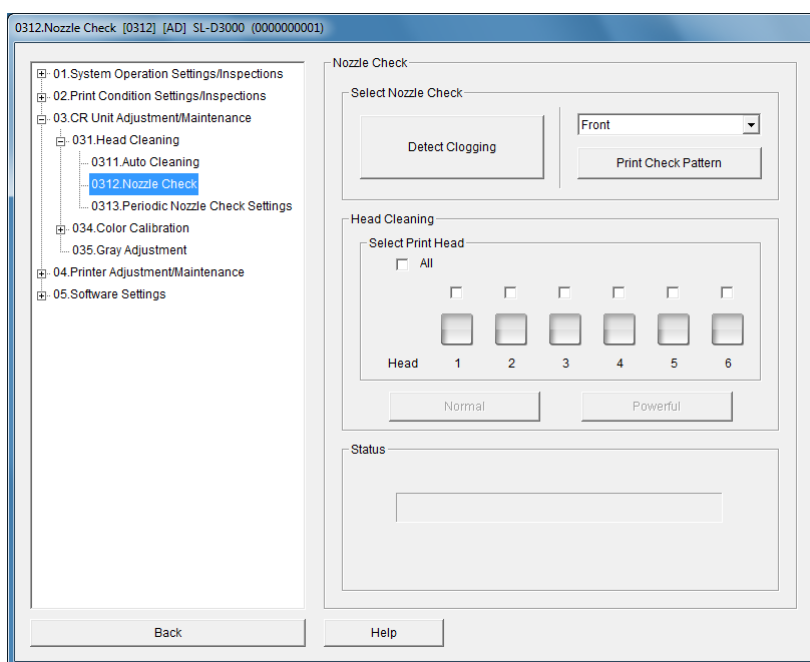 0312.Nozzle Check [0312] [AD] SL-D3000 (0000000001)
01.System Operation Settings/Inspections
02.Print Condition Settings/Inspections
03.CR Unit Adjustment/Maintenance
031.Head Cleaning
0311.Auto Cleaning
0312.Nozzle Check
0313.Periodic Nozzle Check Settings
034.Color Calibration
035.Gray Adjustment
04.Printer Adjustment/Maintenance
05.Software Settings
Back
Nozzle Check
Select Nozzle Check
Detect Clogging
Front
Print Check Pattern
Head Cleaning
Select Print Head
All
Head 1 2 3 4 5 6
Normal Powerful
Status
Help